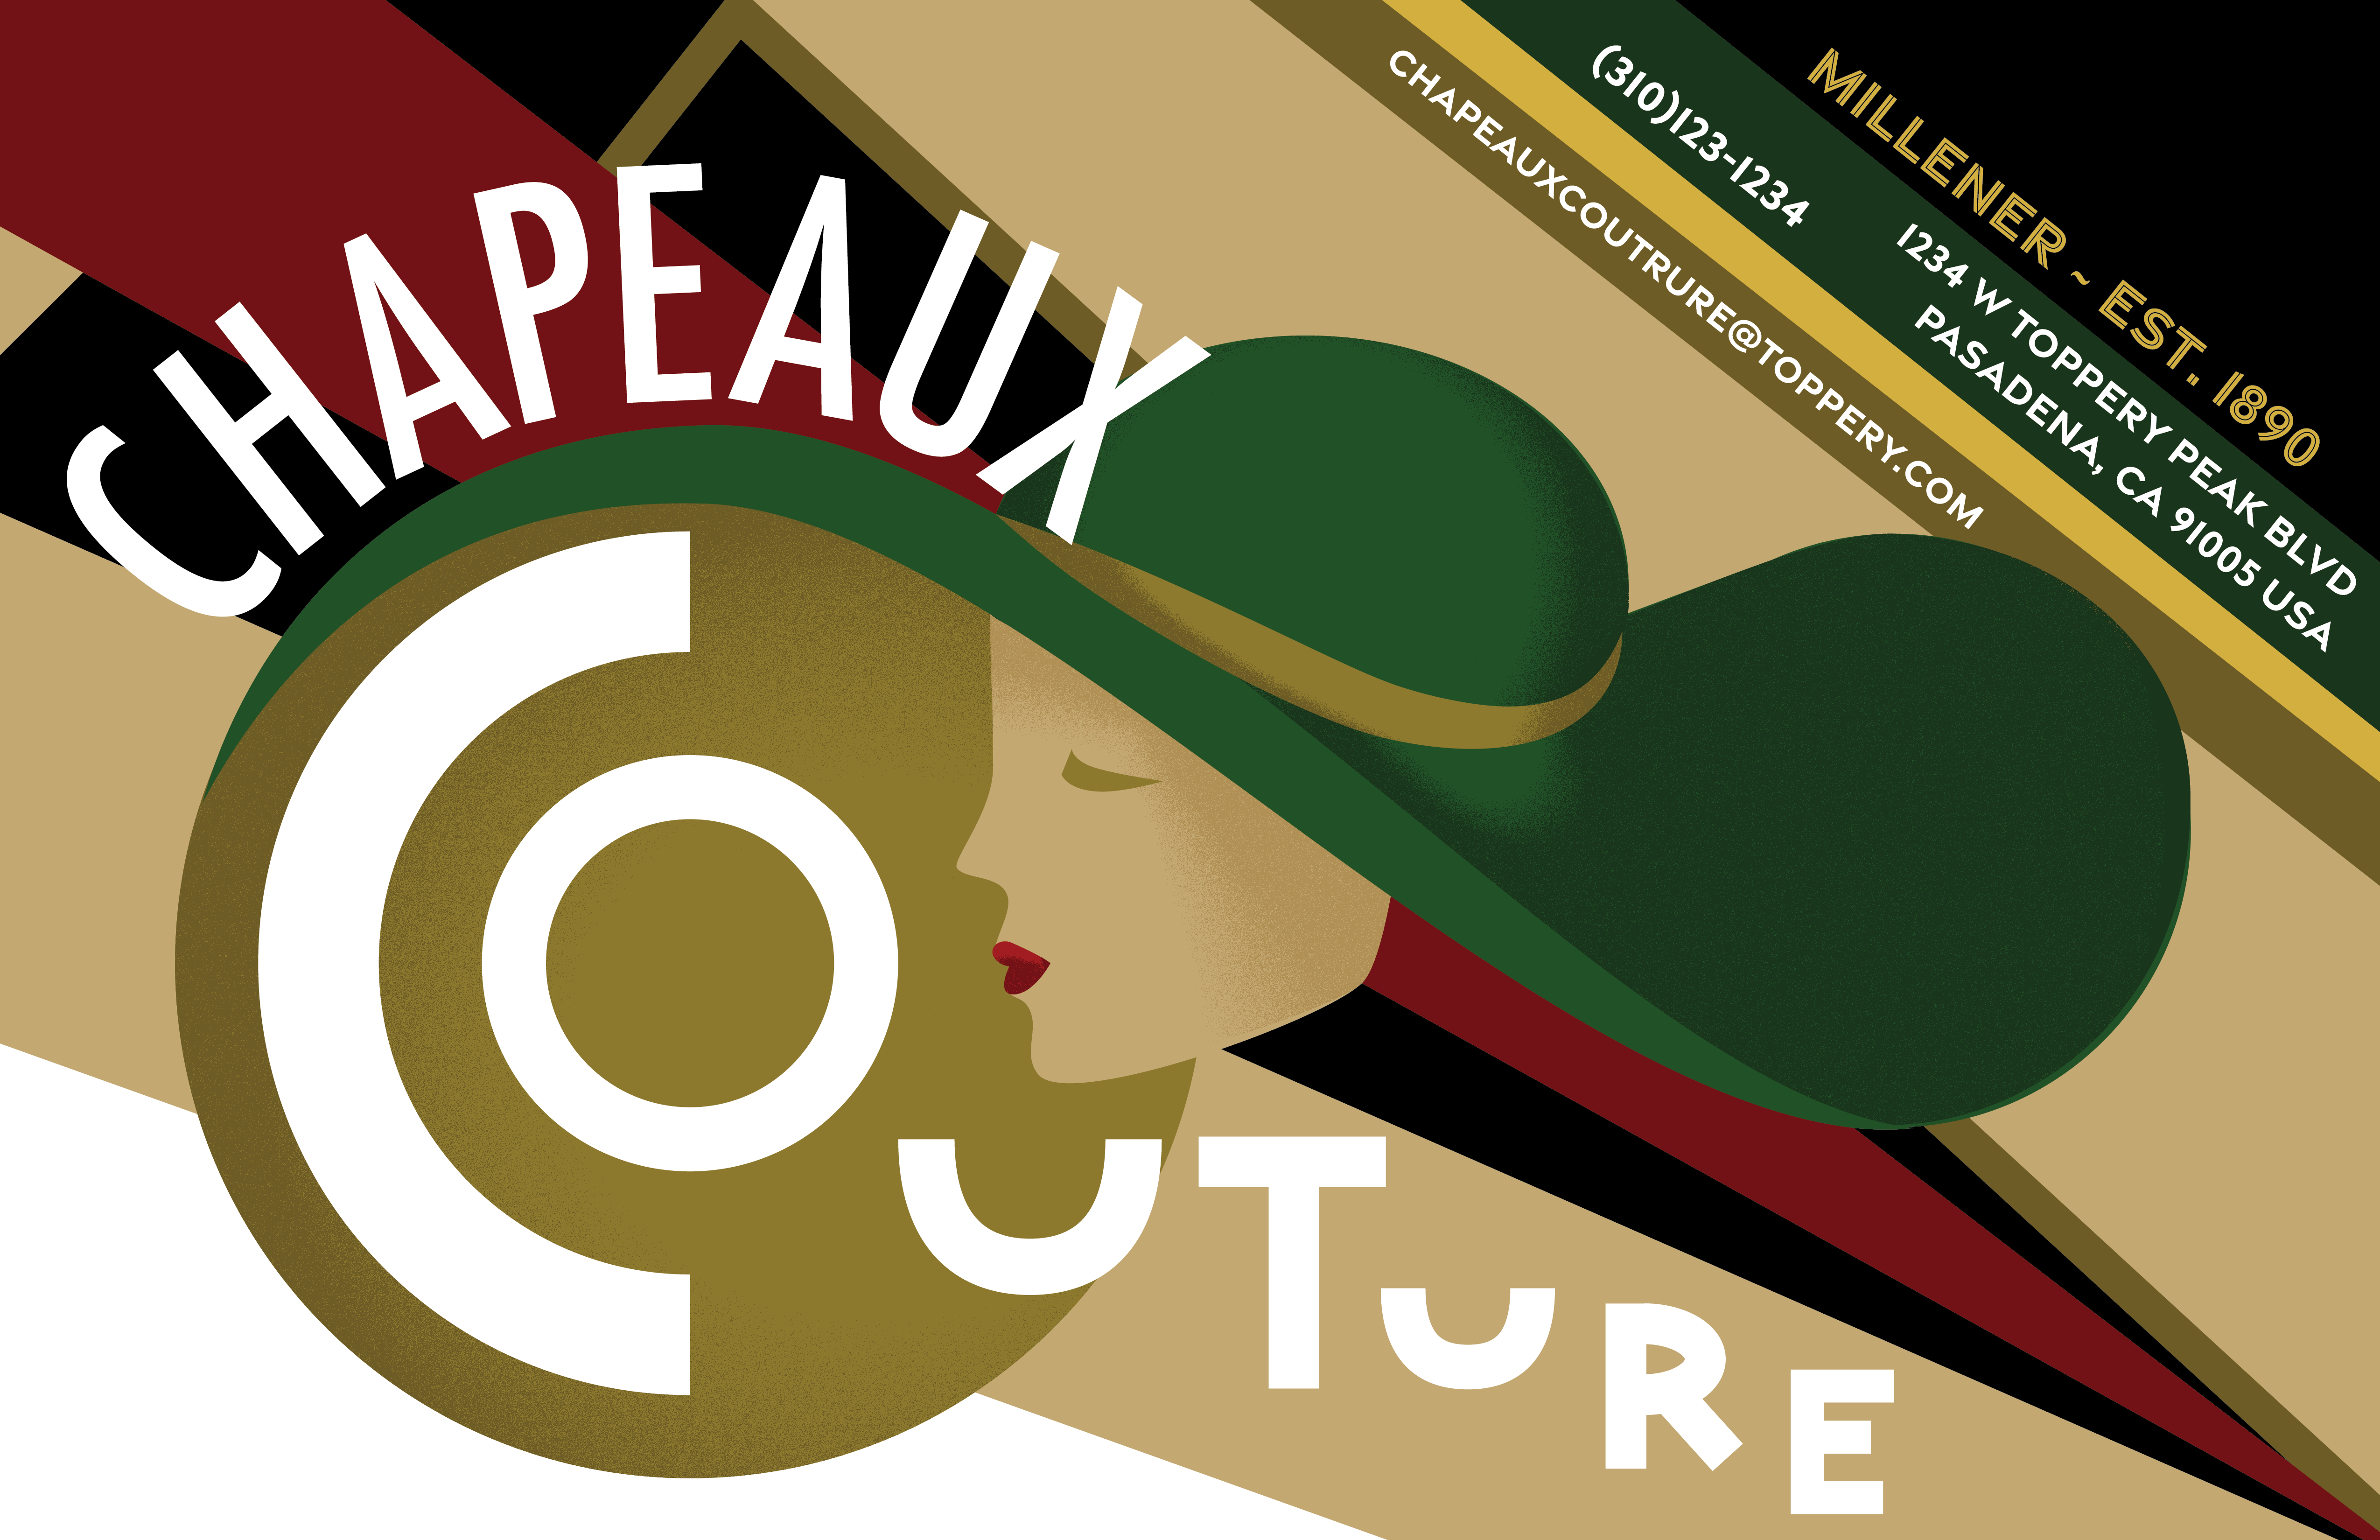 CHAPEAUX
COUTURE
CHAPEAUXCOUTRURE@TOPPERY.COM
(310)123-1234
1234 W TOPPERY PEAK BLVD
PASADENA, CA 91005 USA
MILLENER ~ EST. 1890